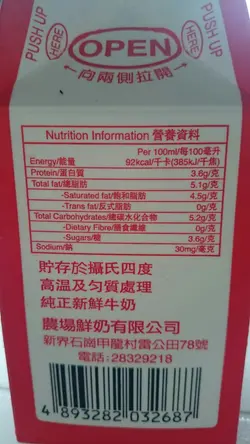 PUSH UP
HERE
OPEN
HERE
PUSH UP
向兩側拉開
Nutrition Information 營養資料
Per 100ml/每100毫升
Energy/能量 92kcal/千卡(385kJ/千焦)
Protein/蛋白質 3.6g/克
Total fat/總脂肪 5.1g/克
-Saturated fat/飽和脂肪 4.5g/克
-Trans fat/反式脂肪 0g/克
Total Carbohydrates/總碳水化合物 5.2g/克
-Dietary Fibre/膳食纖維 0g/克
-Sugars/糖 3.6g/克
Sodium/鈉 30mg/毫克
貯存於攝氏四度
高温及勻質處理
純正新鮮牛奶
農場鮮奶有限公司
新界石崗甲龍村雷公田78號
電話：28329218
4 893282 032687